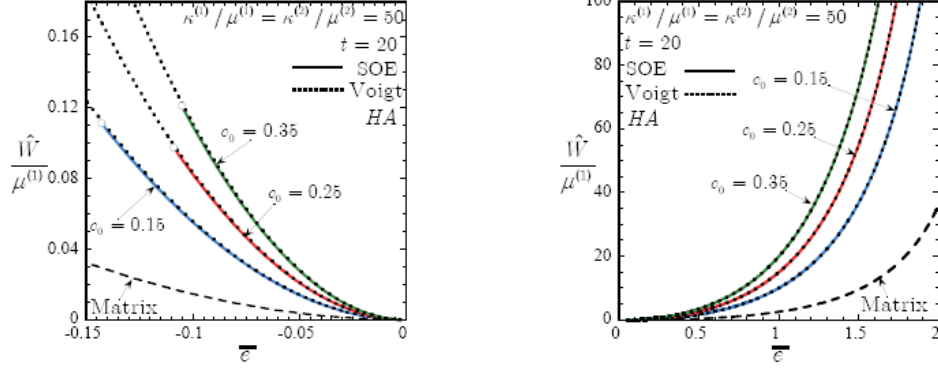 κ⁽¹⁾/μ⁽¹⁾ = κ⁽²⁾/μ⁽²⁾ = 50
t = 20
SOE
Voigt
HA
c₀ = 0.35
c₀ = 0.25
c₀ = 0.15
Matrix
Ŵ
μ⁽¹⁾
0.16
0.12
0.08
0.04
0
-0.15
-0.1
-0.05
0
e̅
κ⁽¹⁾/μ⁽¹⁾ = κ⁽²⁾/μ⁽²⁾ = 50
t = 20
SOE
Voigt
HA
c₀ = 0.15
c₀ = 0.25
c₀ = 0.35
Matrix
Ŵ
μ⁽¹⁾
100
80
60
40
20
0
0
0.5
1
1.5
2
e̅